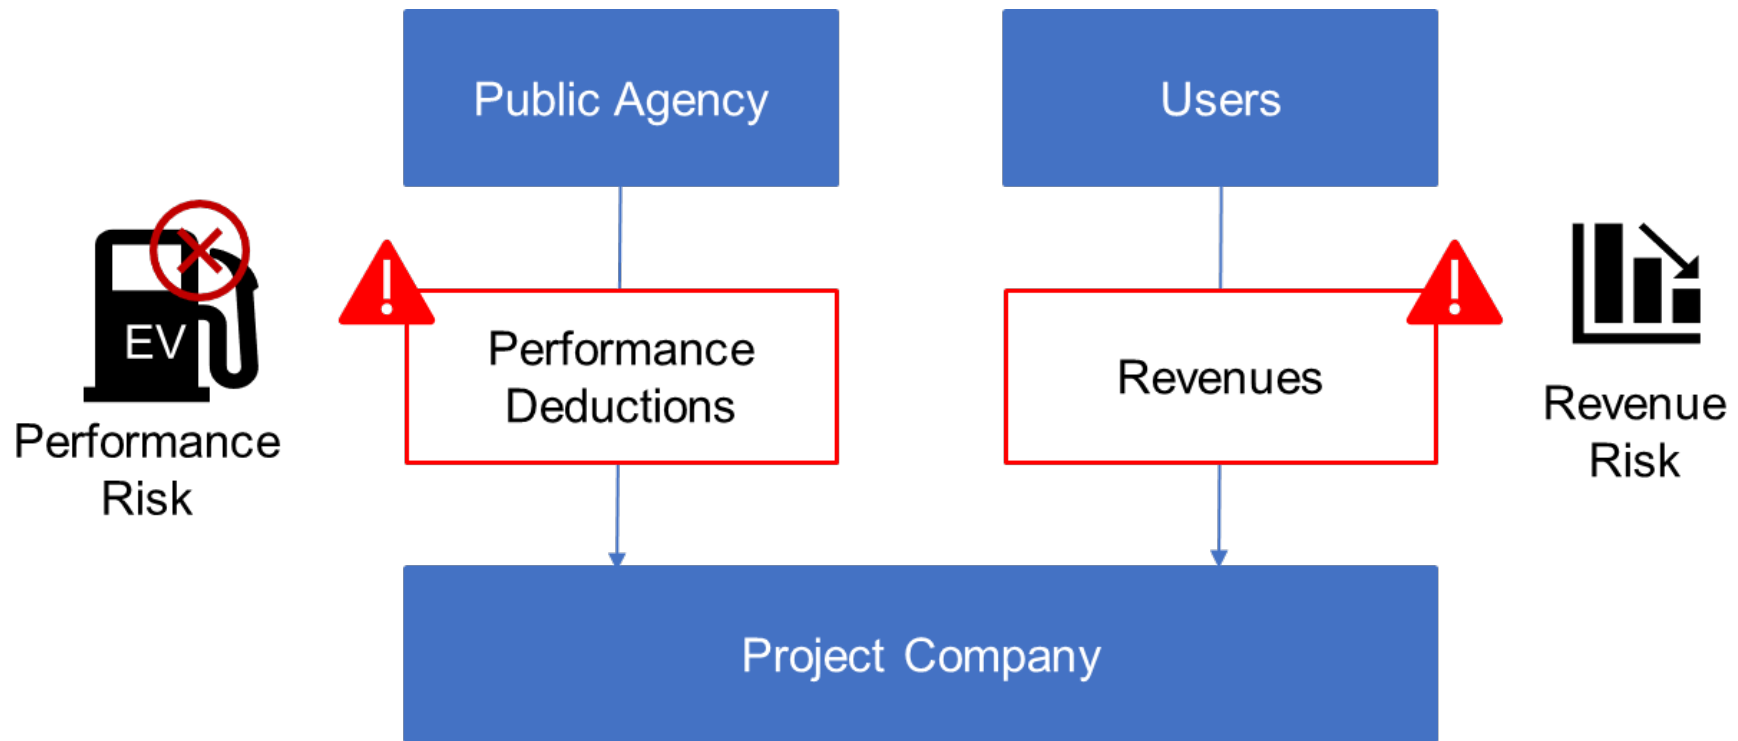 Public Agency
Users
EV
Performance
Deductions
Revenues
Performance
Risk
Revenue
Risk
Project Company